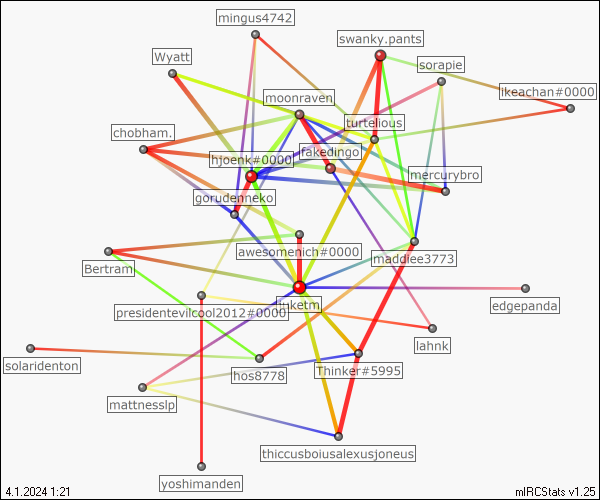 mingus4742
swanky.pants
Wyatt
sorapie
ikeachan#0000
moonraven
turtelious
chobham.
fakedingo
hjoenk#0000
mercurybro
gorudenneko
awesomenich#0000
maddiee3773
Bertram
edgepanda
presidentevilcool2012#0000
lahnk
solaridenton
hos8778
Thinker#5995
mattnesslp
thiccusboiusalexusjoneus
yoshimanden
4.1.2024 1:21
mIRCStats v1.25